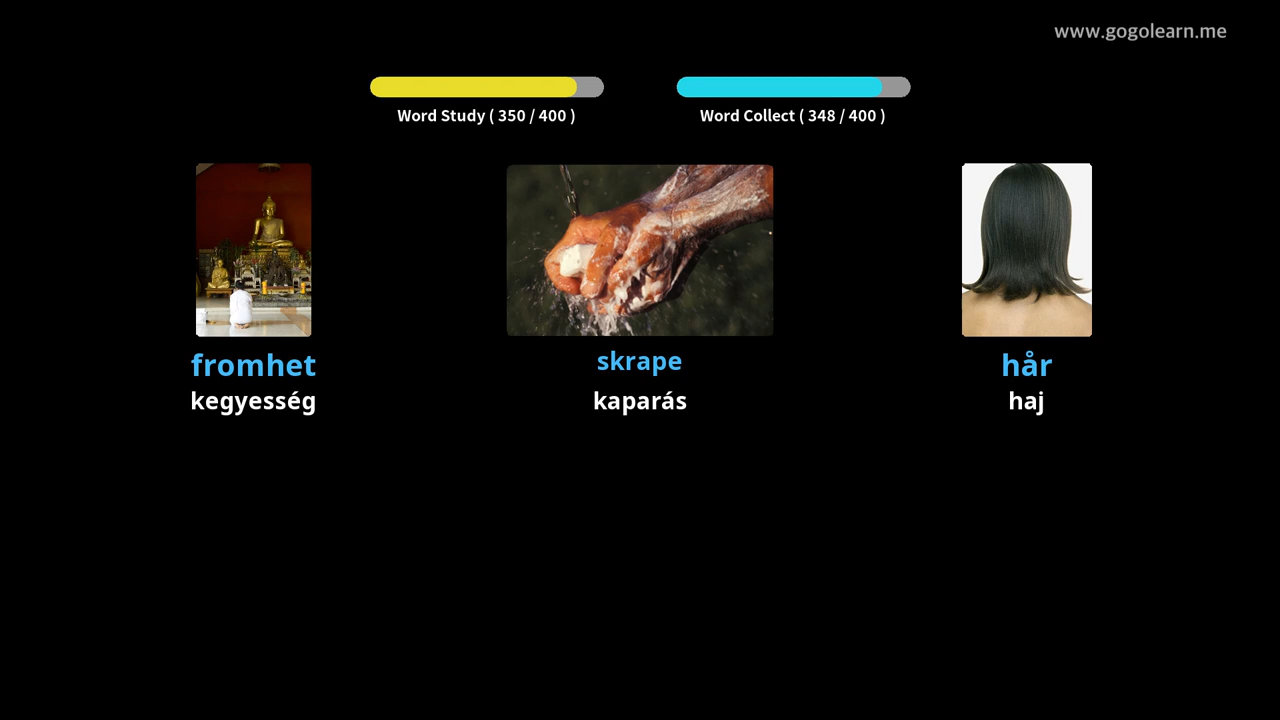 www.gogolearn.me
Word Study ( 350 / 400 )
Word Collect ( 348 / 400 )
fromhet
kegyesség
skrape
kaparás
hår
haj